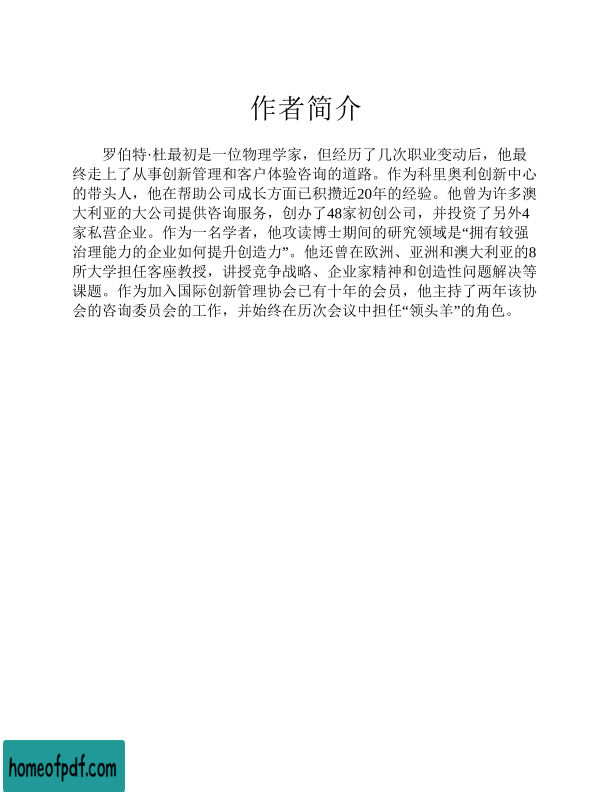 作者简介
罗伯特·杜最初是一位物理学家，但经历了几次职业变动后，他最
终走上了从事创新管理和客户体验咨询的道路。作为科里奥利创新中心
的带头人，他在帮助公司成长方面已积攒近20年的经验。他曾为许多澳
大利亚的大公司提供咨询服务，创办了48家初创公司，并投资了另外4
家私营企业。作为一名学者，他攻读博士期间的研究领域是“拥有较强
治理能力的企业如何提升创造力”。他还曾在欧洲、亚洲和澳大利亚的8
所大学担任客座教授，讲授竞争战略、企业家精神和创造性问题解决等
课题。作为加入国际创新管理协会已有十年的会员，他主持了两年该协
会的咨询委员会的工作，并始终在历次会议中担任“领头羊”的角色。
homeofpdf.com